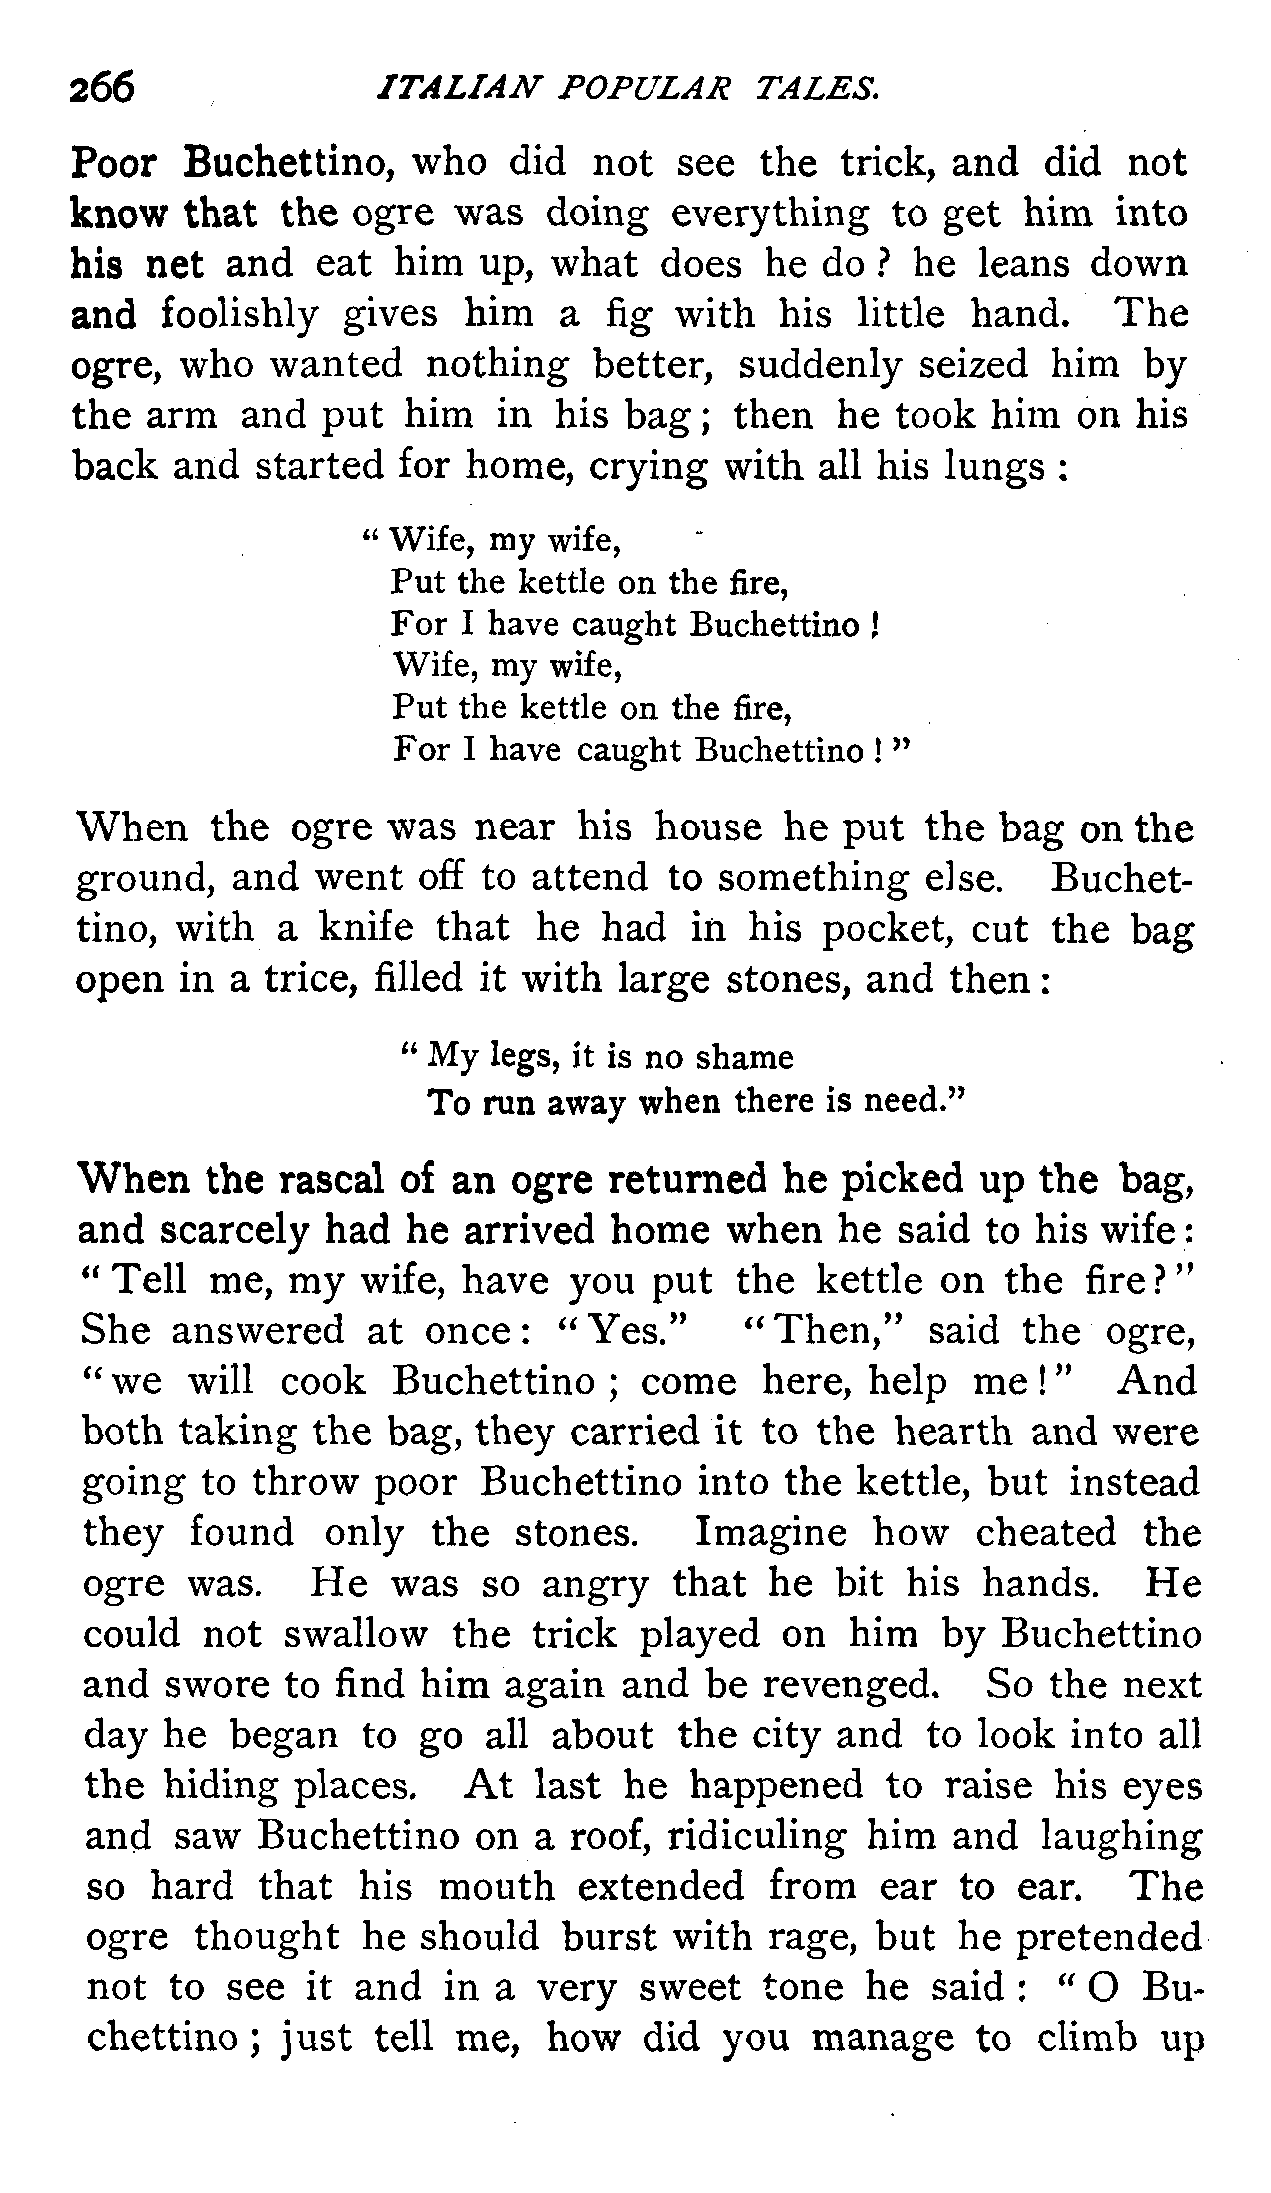 266 ITALIAN POPULAR TALES.
Poor Buchettino, who did not see the trick, and did not
know that the ogre was doing everything to get him into
his net and eat him up, what does he do ? he leans down
and foolishly gives him a fig with his little hand. The
ogre, who wanted nothing better, suddenly seized him by
the arm and put him in his bag ; then he took him on his
back and started for home, crying with all his lungs :
“ Wife, my wife,
Put the kettle on the fire,
For I have caught Buchettino !
Wife, my wife,
Put the kettle on the fire,
For I have caught Buchettino ! ”
When the ogre was near his house he put the bag on the
ground, and went off to attend to something else. Buchet-
tino, with a knife that he had in his pocket, cut the bag
open in a trice, filled it with large stones, and then :
“ My legs, it is no shame
To run away when there is need.”
When the rascal of an ogre returned he picked up the bag,
and scarcely had he arrived home when he said to his wife :
“ Tell me, my wife, have you put the kettle on the fire ? ”
She answered at once : “ Yes.” “ Then,” said the ogre,
“ we will cook Buchettino ; come here, help me ! ” And
both taking the bag, they carried it to the hearth and were
going to throw poor Buchettino into the kettle, but instead
they found only the stones. Imagine how cheated the
ogre was. He was so angry that he bit his hands. He
could not swallow the trick played on him by Buchettino
and swore to find him again and be revenged. So the next
day he began to go all about the city and to look into all
the hiding places. At last he happened to raise his eyes
and saw Buchettino on a roof, ridiculing him and laughing
so hard that his mouth extended from ear to ear. The
ogre thought he should burst with rage, but he pretended
not to see it and in a very sweet tone he said : “ O Bu-
chettino ; just tell me, how did you manage to climb up